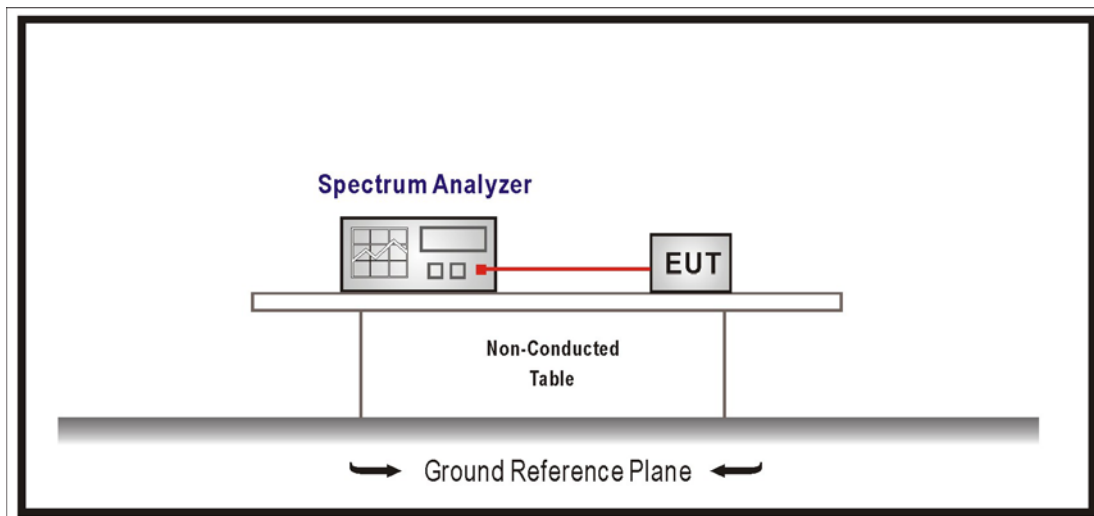 Spectrum Analyzer
EUT
Non-Conducted
Table
Ground Reference Plane